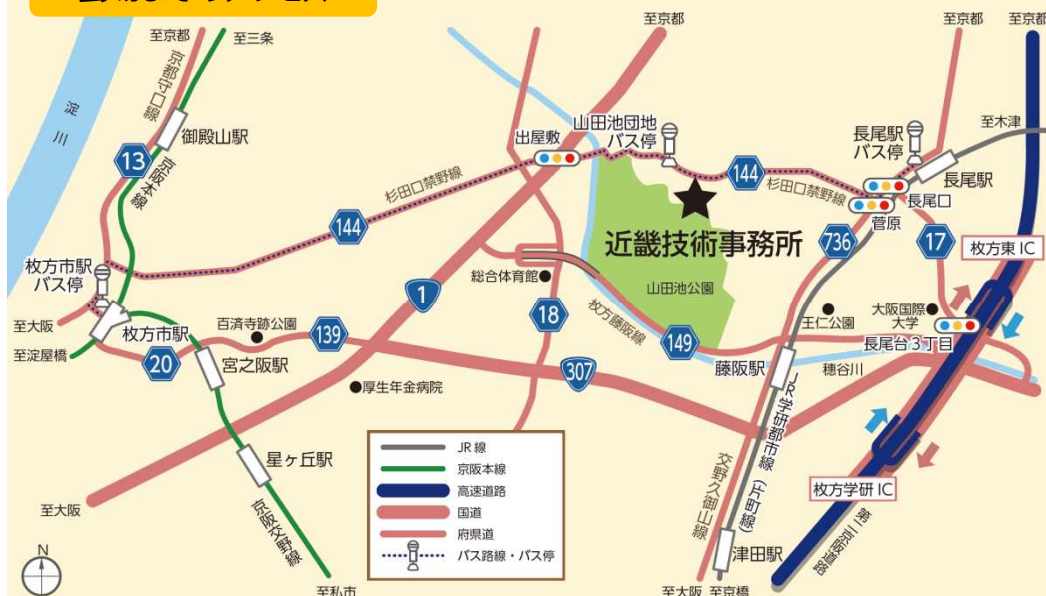 至京都
至三条
京都守口線
淀川
御殿山駅
13
京阪本線
至京都
出屋敷
山田池団地
バス停
至京都
至京都
至木津
長尾駅
バス停
長尾駅
長尾口
菅原
杉田口禁野線
144
杉田口禁野線
144
近畿技術事務所
736
17
枚方東 IC
枚方市駅
バス停
至大阪
枚方市駅
至淀屋橋
20
百済寺跡公園
宮之阪駅
139
1
総合体育館
18
枚方藤阪線
山田池公園
149
藤阪駅
王仁公園
大阪国際
大学
長尾台3丁目
穂谷川
307
厚生年金病院
星ヶ丘駅
京阪交野線
至大阪
至私市
JR 線
京阪本線
高速道路
国道
府県道
バス路線・バス停
JR学研都市線(片町線)
交野久御山線
津田駅
至大阪
至京橋
枚方学研 IC
第二京阪道路
N